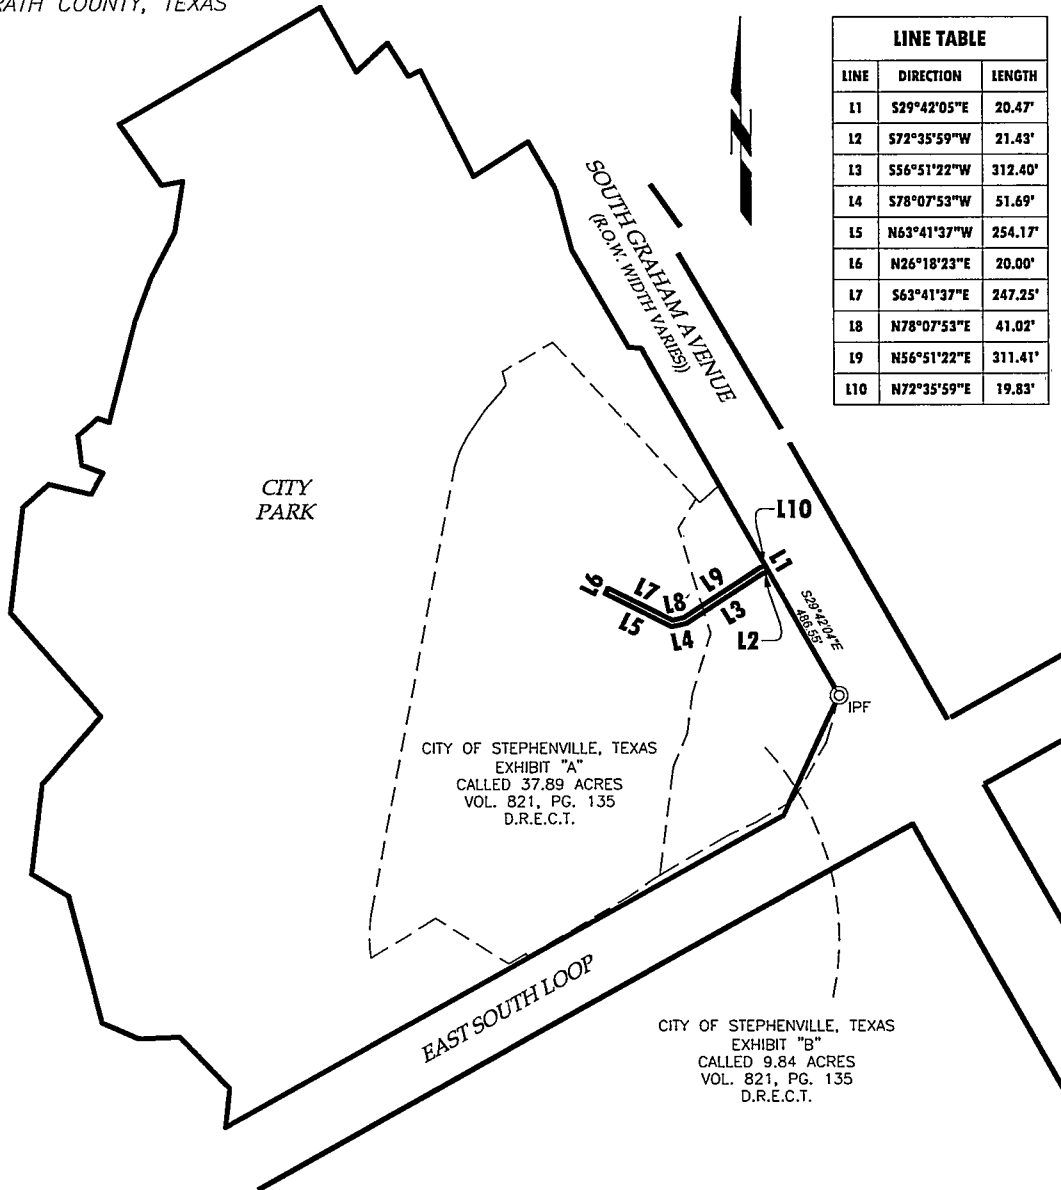 RATH COUNTY, TEXAS
LINE TABLE
LINE DIRECTION LENGTH
L1 S29°42'05"E 20.47'
L2 S72°35'59"W 21.43'
L3 S56°51'22"W 312.40'
L4 S78°07'53"W 51.69'
L5 N63°41'37"W 254.17'
L6 N26°18'23"E 20.00'
L7 S63°41'37"E 247.25'
L8 N78°07'53"E 41.02'
L9 N56°51'22"E 311.41'
L10 N72°35'59"E 19.83'
SOUTH GRAHAM AVENUE
(R.O.W. WIDTH VARIES))
CITY
PARK
L10
L1
L9
L8
L7
L6
L5
L4
L3
L2
S29°42'04"E
486.55'
IPF
CITY OF STEPHENVILLE, TEXAS
EXHIBIT "A"
CALLED 37.89 ACRES
VOL. 821, PG. 135
D.R.E.C.T.
EAST SOUTH LOOP
CITY OF STEPHENVILLE, TEXAS
EXHIBIT "B"
CALLED 9.84 ACRES
VOL. 821, PG. 135
D.R.E.C.T.